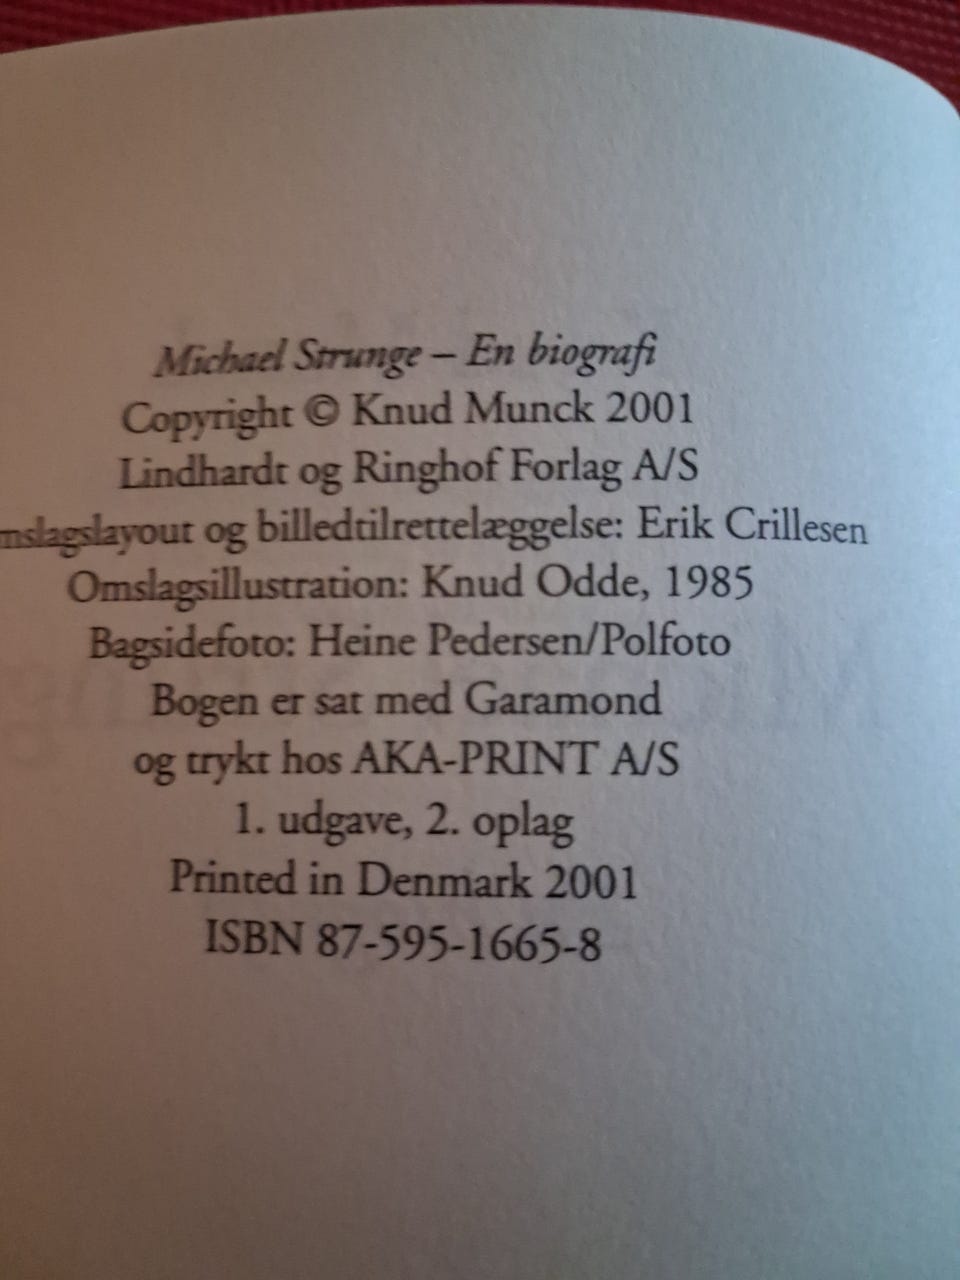 Michael Strunge – En biografi
Copyright © Knud Munck 2001
Lindhardt og Ringhof Forlag A/S
mslagslayout og billedtilrettelæggelse: Erik Crillesen
Omslagsillustration: Knud Odde, 1985
Bagsidefoto: Heine Pedersen/Polfoto
Bogen er sat med Garamond
og trykt hos AKA-PRINT A/S
1. udgave, 2. oplag
Printed in Denmark 2001
ISBN 87-595-1665-8